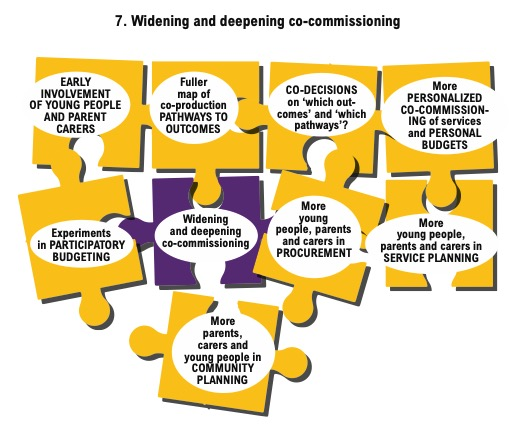 7. Widening and deepening co-commissioning
EARLY
INVOLVEMENT
OF YOUNG PEOPLE
AND PARENT
CARERS
Fuller
map of
co-production
PATHWAYS TO
OUTCOMES
CO-DECISIONS
on ‘which out-
comes’ and ‘which
pathways’?
More
PERSONALIZED
CO-COMMISSION-
ING of services
and PERSONAL
BUDGETS
Experiments
in PARTICIPATORY
BUDGETING
Widening
and deepening
co-commissioning
More
young
people, parents
and carers in
PROCUREMENT
More
young people,
parents and carers in
SERVICE PLANNING
More
parents,
carers and
young people in
COMMUNITY
PLANNING